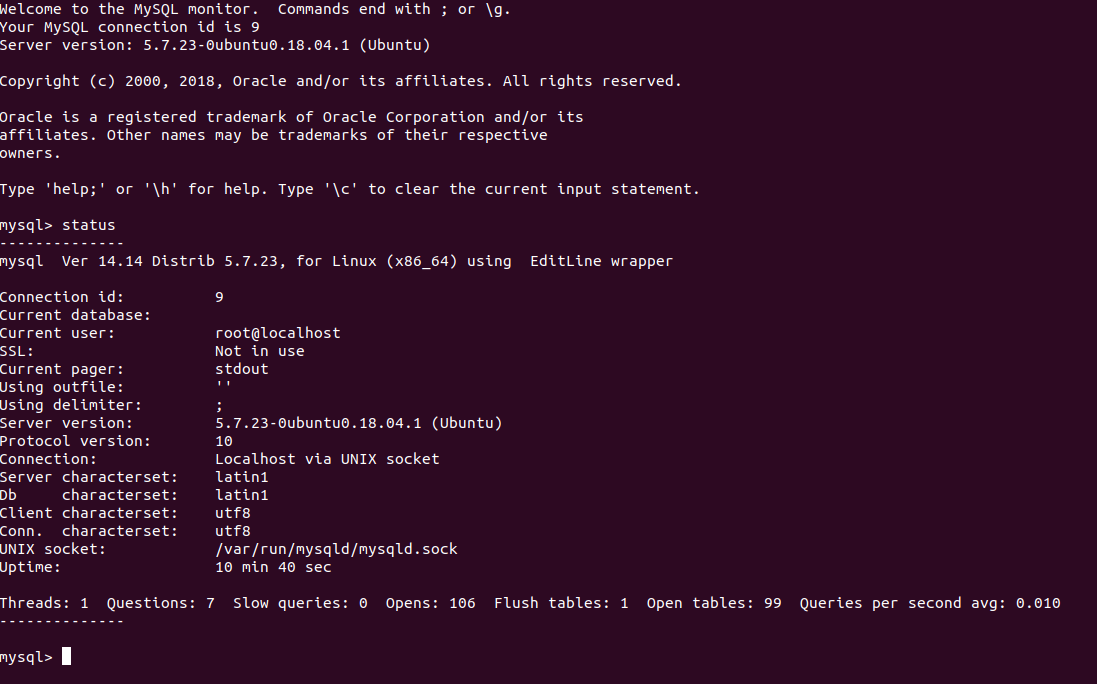 Welcome to the MySQL monitor.  Commands end with ; or \g.
Your MySQL connection id is 9
Server version: 5.7.23-0ubuntu0.18.04.1 (Ubuntu)

Copyright (c) 2000, 2018, Oracle and/or its affiliates. All rights reserved.

Oracle is a registered trademark of Oracle Corporation and/or its
affiliates. Other names may be trademarks of their respective
owners.

Type 'help;' or '\h' for help. Type '\c' to clear the current input statement.

mysql> status
--------------
mysql  Ver 14.14 Distrib 5.7.23, for Linux (x86_64) using  EditLine wrapper

Connection id:          9
Current database:
Current user:           root@localhost
SSL:                    Not in use
Current pager:          stdout
Using outfile:          ''
Using delimiter:        ;
Server version:         5.7.23-0ubuntu0.18.04.1 (Ubuntu)
Protocol version:       10
Connection:             Localhost via UNIX socket
Server characterset:    latin1
Db     characterset:    latin1
Client characterset:    utf8
Conn.  characterset:    utf8
UNIX socket:            /var/run/mysqld/mysqld.sock
Uptime:                 10 min 40 sec

Threads: 1  Questions: 7  Slow queries: 0  Opens: 106  Flush tables: 1  Open tables: 99  Queries per second avg: 0.010
--------------

mysql>